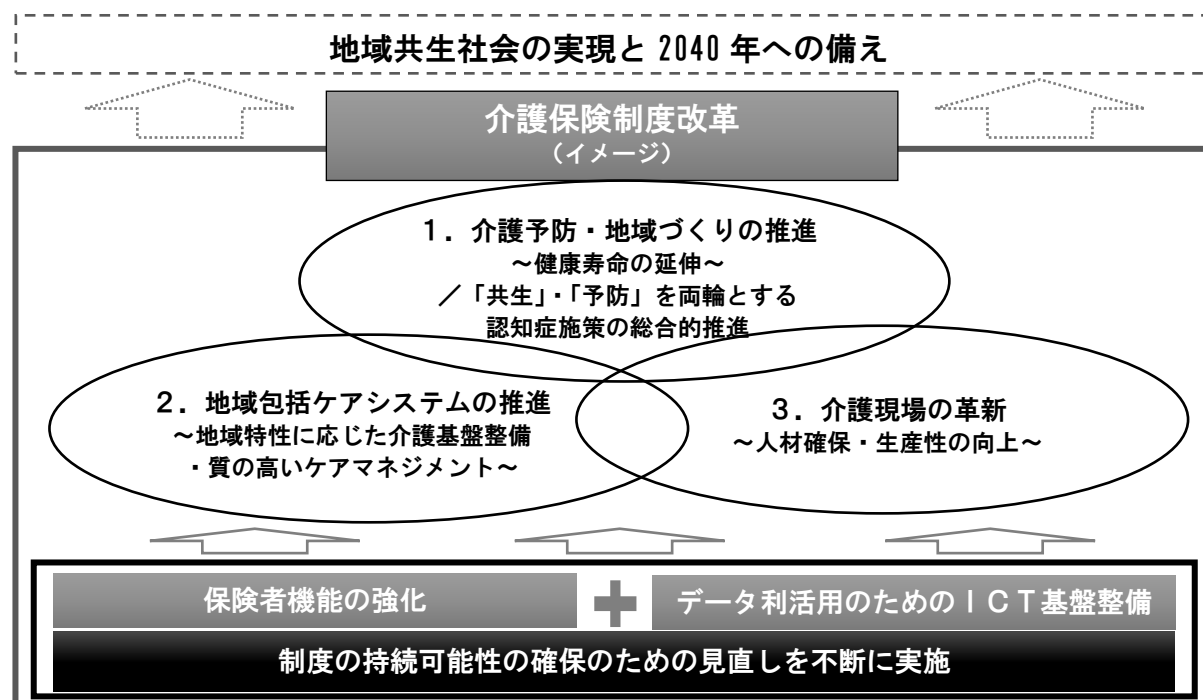 地域共生社会の実現と2040年への備え
介護保険制度改革
（イメージ）
１．介護予防・地域づくりの推進
～健康寿命の延伸～
／「共生」・「予防」を両輪とする
認知症施策の総合的推進
２．地域包括ケアシステムの推進
～地域特性に応じた介護基盤整備
・質の高いケアマネジメント～
３．介護現場の革新
～人材確保・生産性の向上～
保険者機能の強化
データ利活用のためのＩＣＴ基盤整備
制度の持続可能性の確保のための見直しを不断に実施